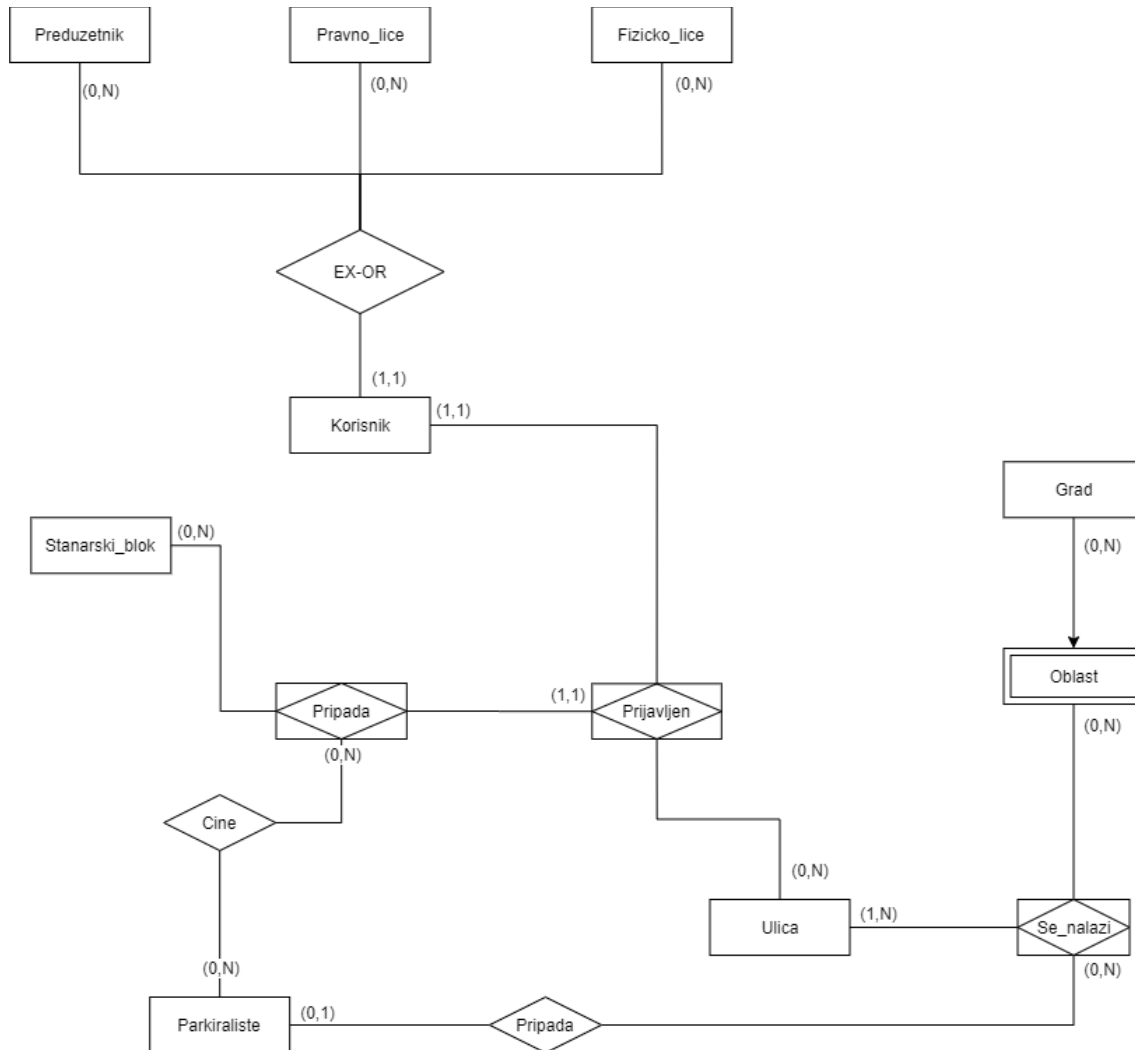 Preduzetnik
Pravno_lice
Fizicko_lice
(0,N)
(0,N)
(0,N)
EX-OR
(1,1)
Korisnik
(1,1)
Grad
(0,N)
Stanarski_blok
(0,N)
Oblast
(0,N)
Pripada
(1,1)
Prijavljen
(0,N)
Cine
(0,N)
Ulica
(1,N)
Se_nalazi
(0,N)
(0,N)
Parkiraliste
(0,1)
Pripada